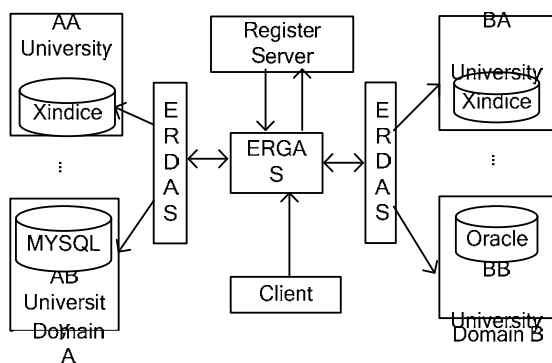 AA
University
Xindice
...
MYSQL
AB
Universit
y
Domain
A
E
R
D
A
S
Register
Server
ERGA
S
Client
E
R
D
A
S
BA
University
Xindice
...
Oracle
BB
University
Domain B